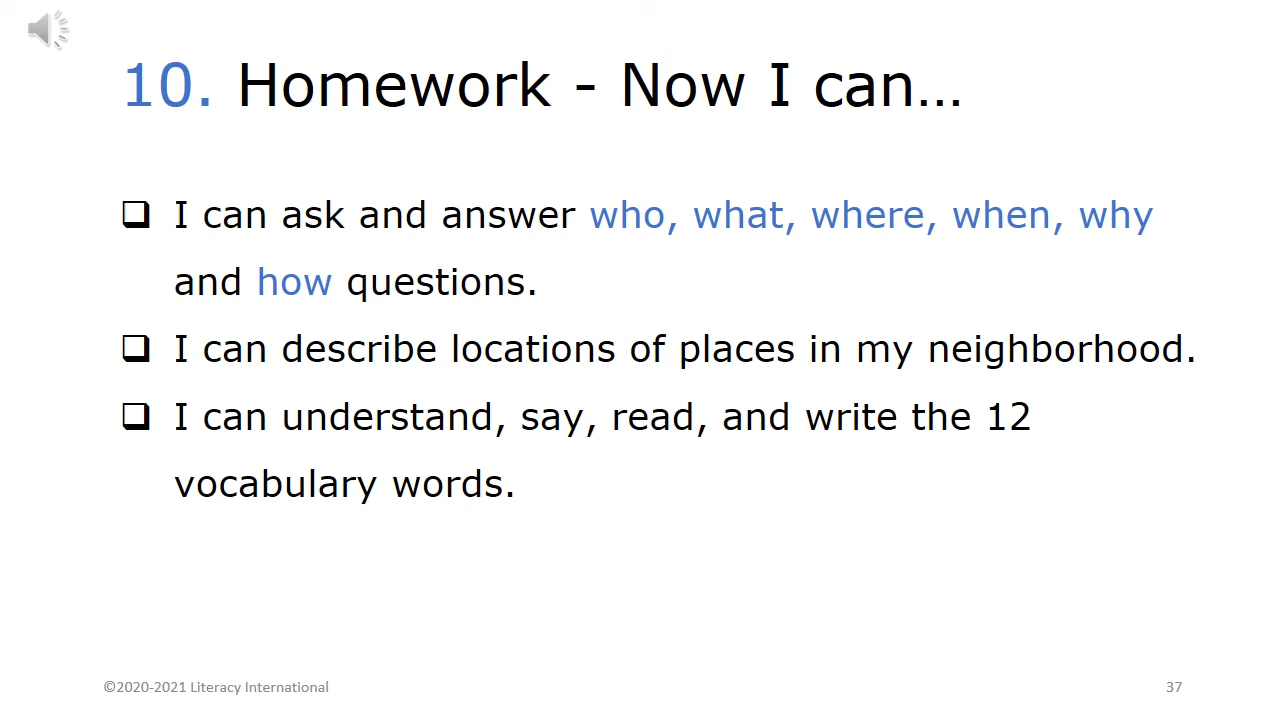 10. Homework - Now I can…
❑ I can ask and answer who, what, where, when, why
and how questions.
❑ I can describe locations of places in my neighborhood.
❑ I can understand, say, read, and write the 12
vocabulary words.
©2020-2021 Literacy International
37